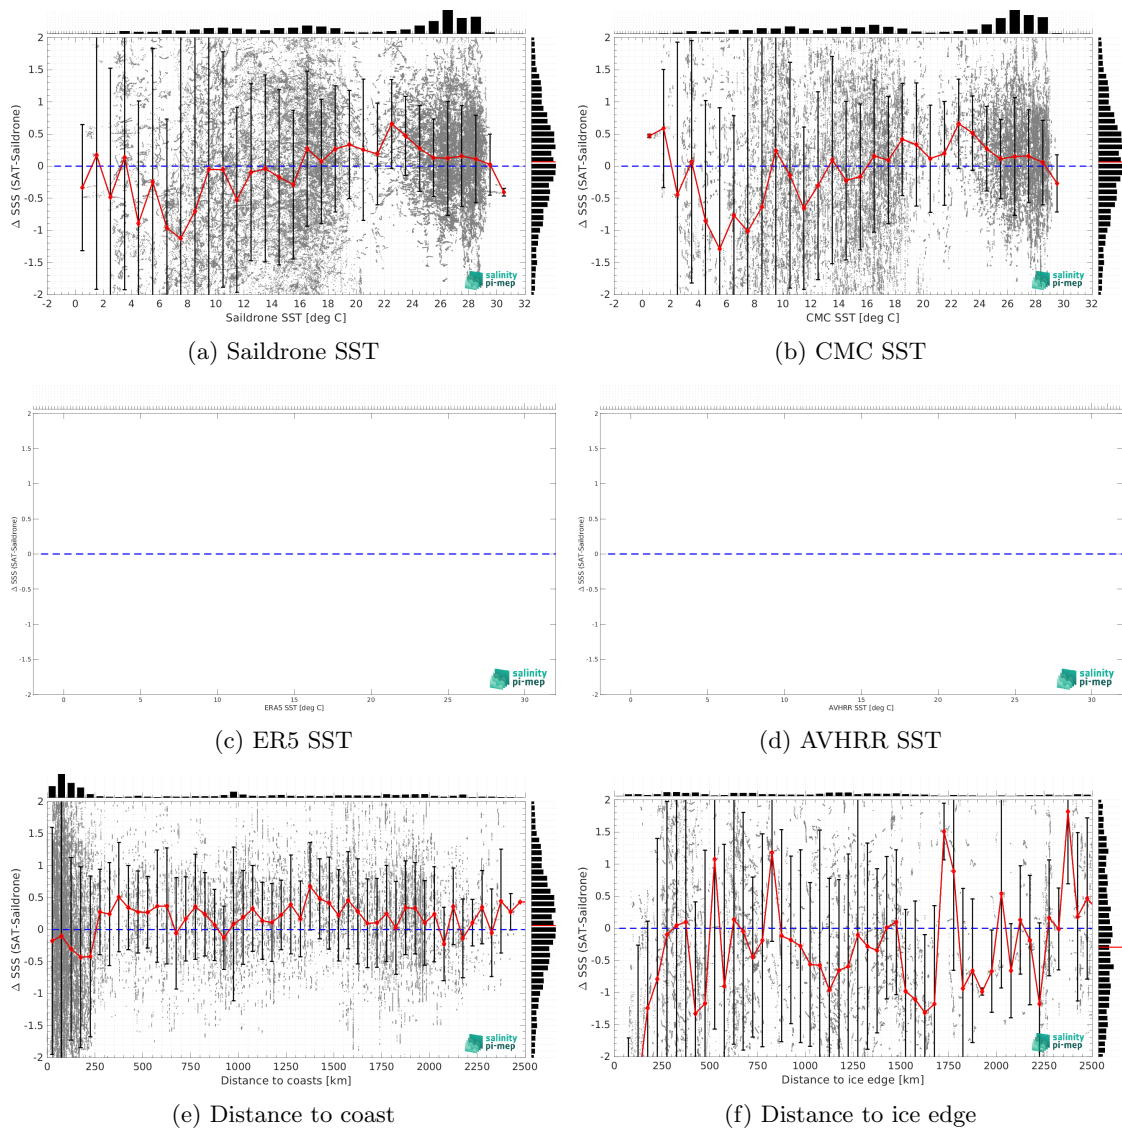 2
1.5
1
0.5
0
-0.5
-1
-1.5
-2
Δ SSS (SAT-Saildrone)
-2 0 2 4 6 8 10 12 14 16 18 20 22 24 26 28 30 32
Saildrone SST [deg C]
salinity
pi-mep
(a) Saildrone SST
2
1.5
1
0.5
0
-0.5
-1
-1.5
-2
Δ SSS (SAT-Saildrone)
-2 0 2 4 6 8 10 12 14 16 18 20 22 24 26 28 30 32
CMC SST [deg C]
salinity
pi-mep
(b) CMC SST
2
1.5
1
0.5
0
-0.5
-1
-1.5
-2
Δ SSS (SAT-Saildrone)
0 5 10 15 20 25 30
ERA5 SST [deg C]
salinity
pi-mep
(c) ER5 SST
2
1.5
1
0.5
0
-0.5
-1
-1.5
-2
Δ SSS (SAT-Saildrone)
0 5 10 15 20 25 30
AVHRR SST [deg C]
salinity
pi-mep
(d) AVHRR SST
2
1.5
1
0.5
0
-0.5
-1
-1.5
-2
Δ SSS (SAT-Saildrone)
0 250 500 750 1000 1250 1500 1750 2000 2250 2500
Distance to coasts [km]
salinity
pi-mep
(e) Distance to coast
2
1.5
1
0.5
0
-0.5
-1
-1.5
-2
Δ SSS (SAT-Saildrone)
0 250 500 750 1000 1250 1500 1750 2000 2250 2500
Distance to ice edge [km]
salinity
pi-mep
(f) Distance to ice edge